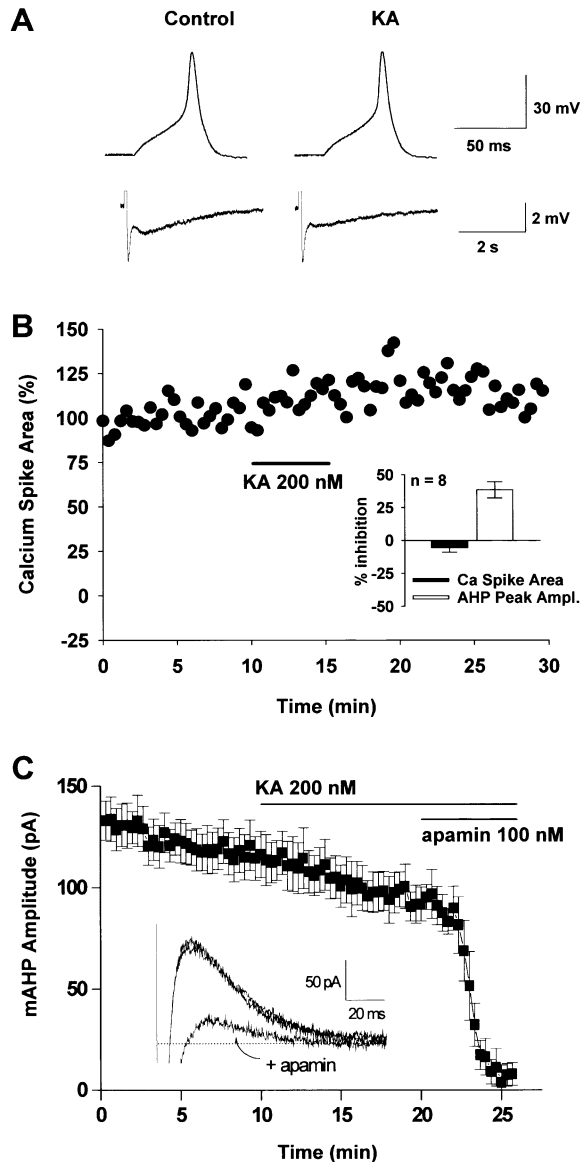 A
Control KA
30 mV
50 ms
2 mV
2 s
B
150
125
100
75
50
25
0
-25
Calcium Spike Area (%)
KA 200 nM
n = 8
50
25
0
-25
-50
% inhibition
Ca Spike Area
AHP Peak Ampl.
0 5 10 15 20 25 30
Time (min)
C
150
100
50
0
mAHP Amplitude (pA)
KA 200 nM
apamin 100 nM
50 pA
20 ms
+ apamin
0 5 10 15 20 25
Time (min)